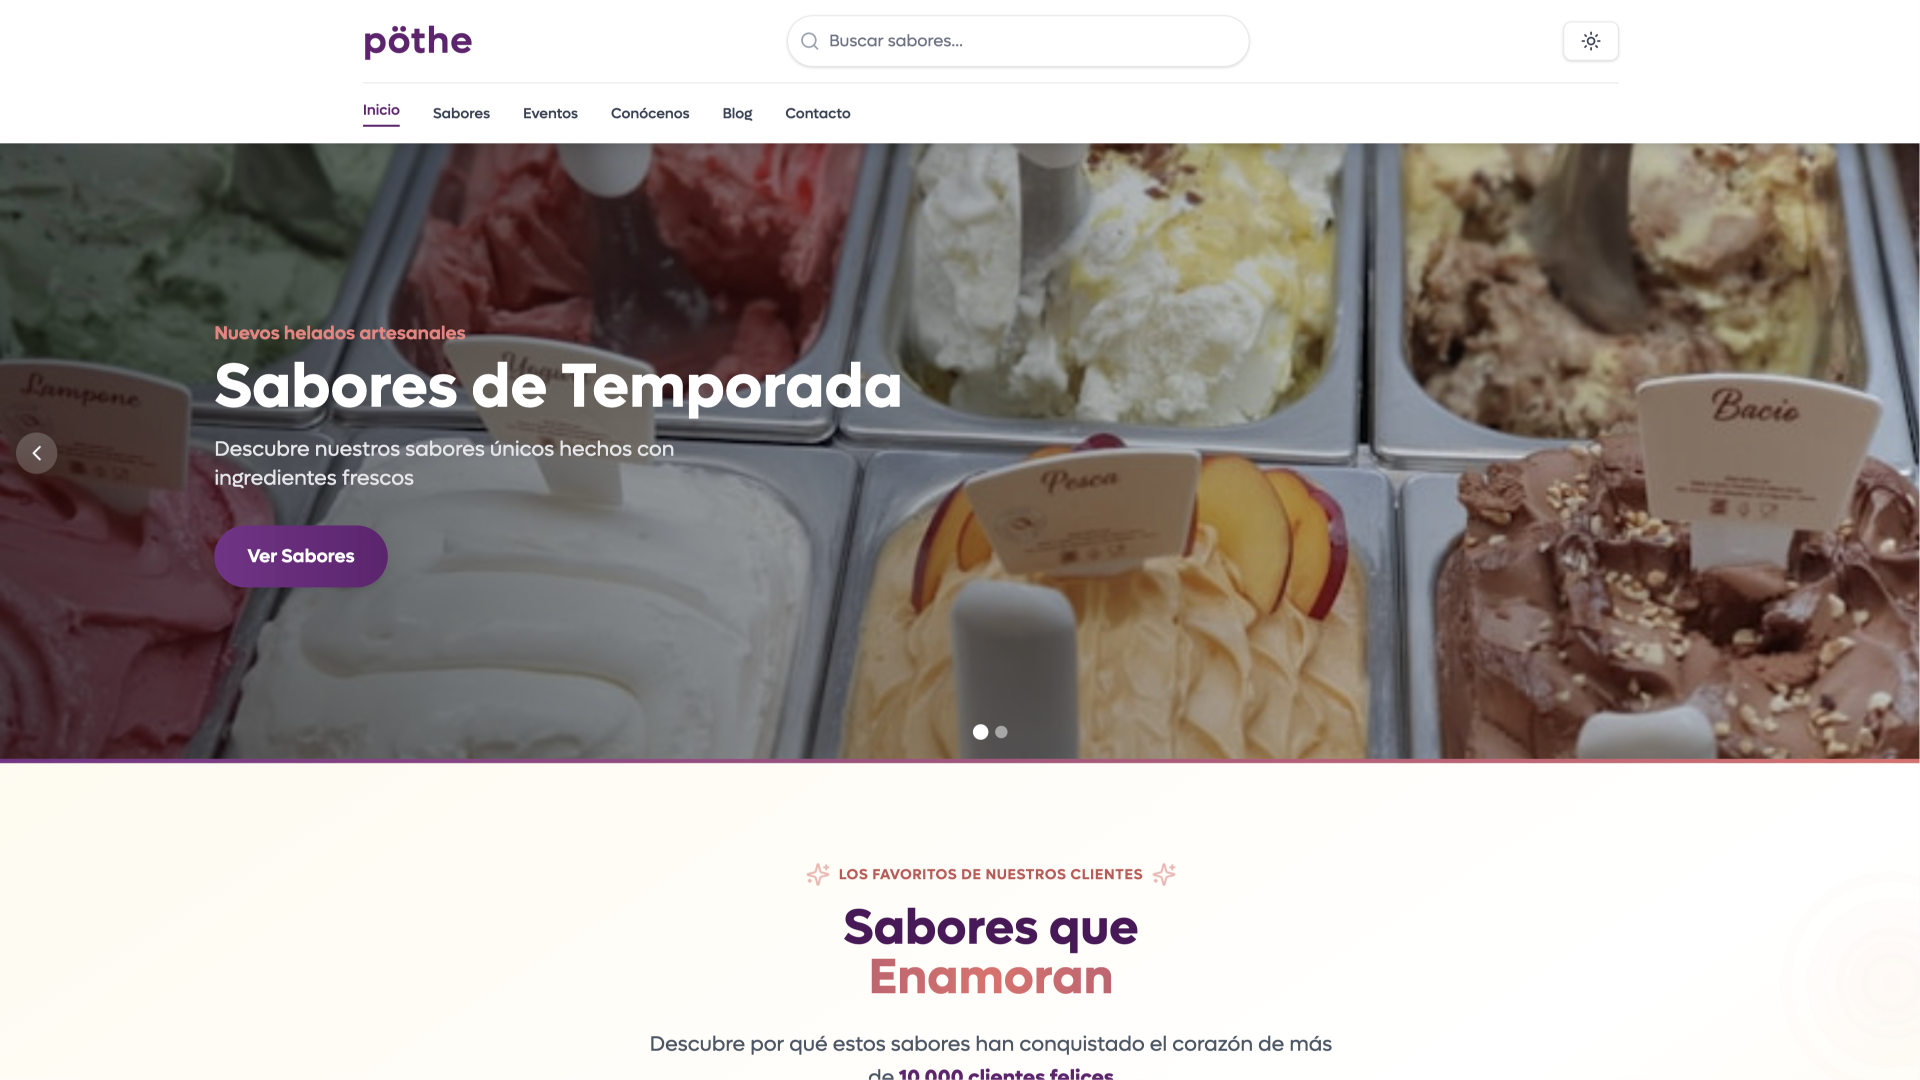 pöthe
Buscar sabores...
Inicio
Sabores
Eventos
Conócenos
Blog
Contacto
Nuevos helados artesanales
Sabores de Temporada
Descubre nuestros sabores únicos hechos con
ingredientes frescos
Ver Sabores
Lampone
Pesca
Bacio
LOS FAVORITOS DE NUESTROS CLIENTES
Sabores que
Enamoran
Descubre por qué estos sabores han conquistado el corazón de más
de 10.000 clientes felices